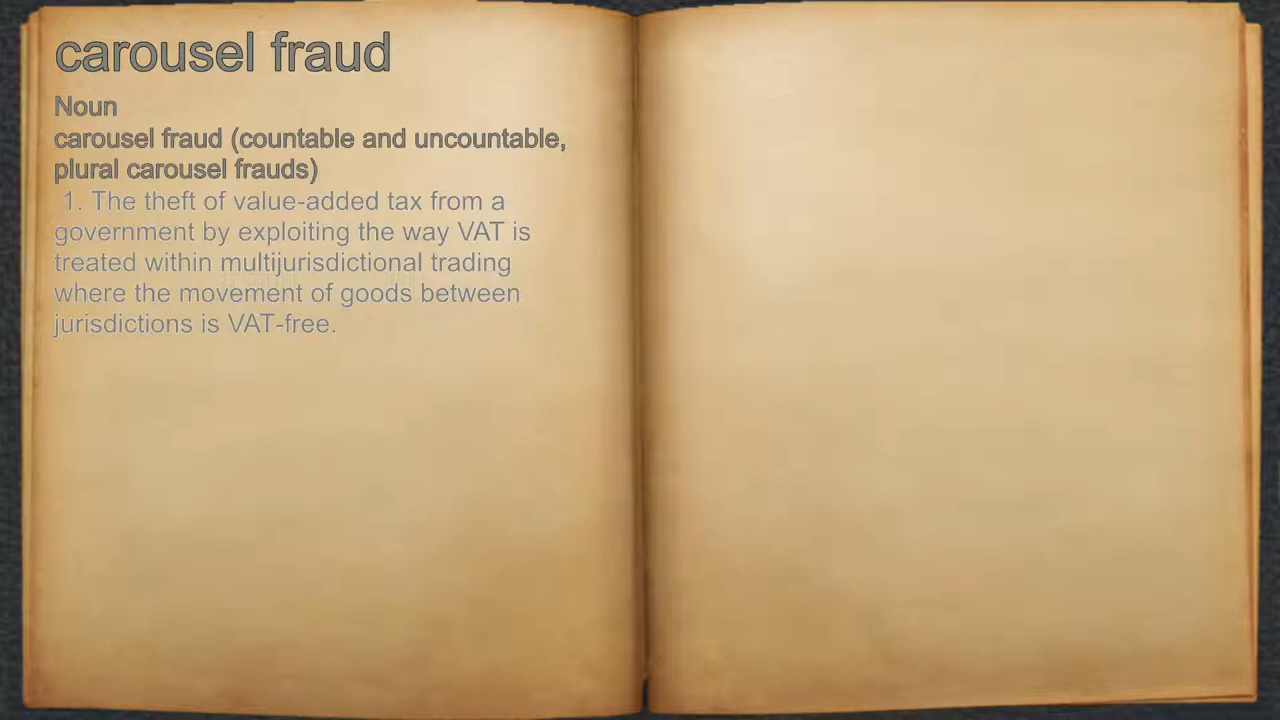 carousel fraud
Noun
carousel fraud (countable and uncountable,
plural carousel frauds)
1. The theft of value-added tax from a
government by exploiting the way VAT is
treated within multijurisdictional trading
where the movement of goods between
jurisdictions is VAT-free.